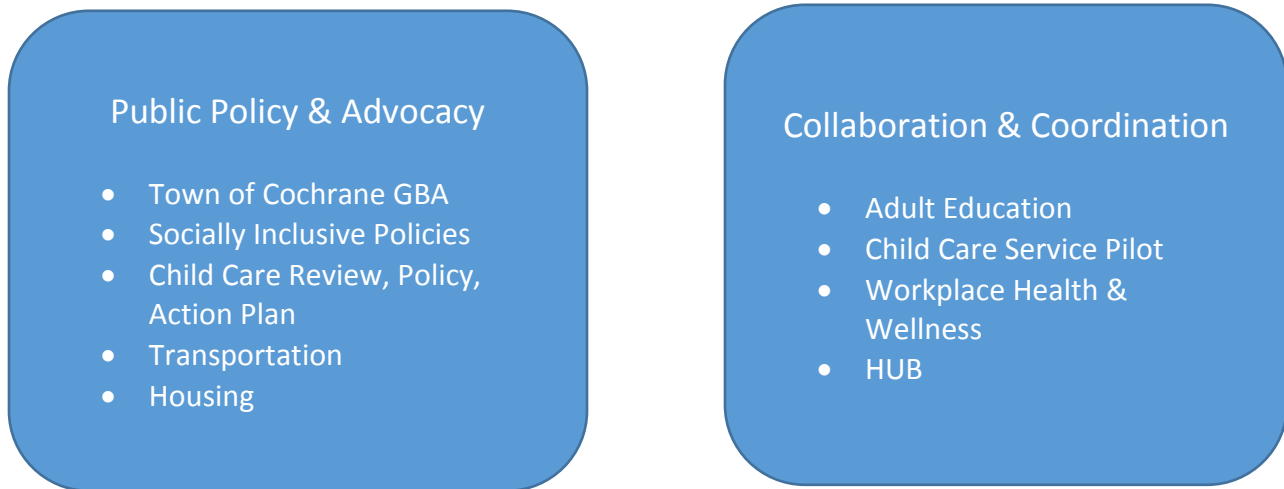 Public Policy & Advocacy
• Town of Cochrane GBA
• Socially Inclusive Policies
• Child Care Review, Policy,
Action Plan
• Transportation
• Housing
Collaboration & Coordination
• Adult Education
• Child Care Service Pilot
• Workplace Health &
Wellness
• HUB